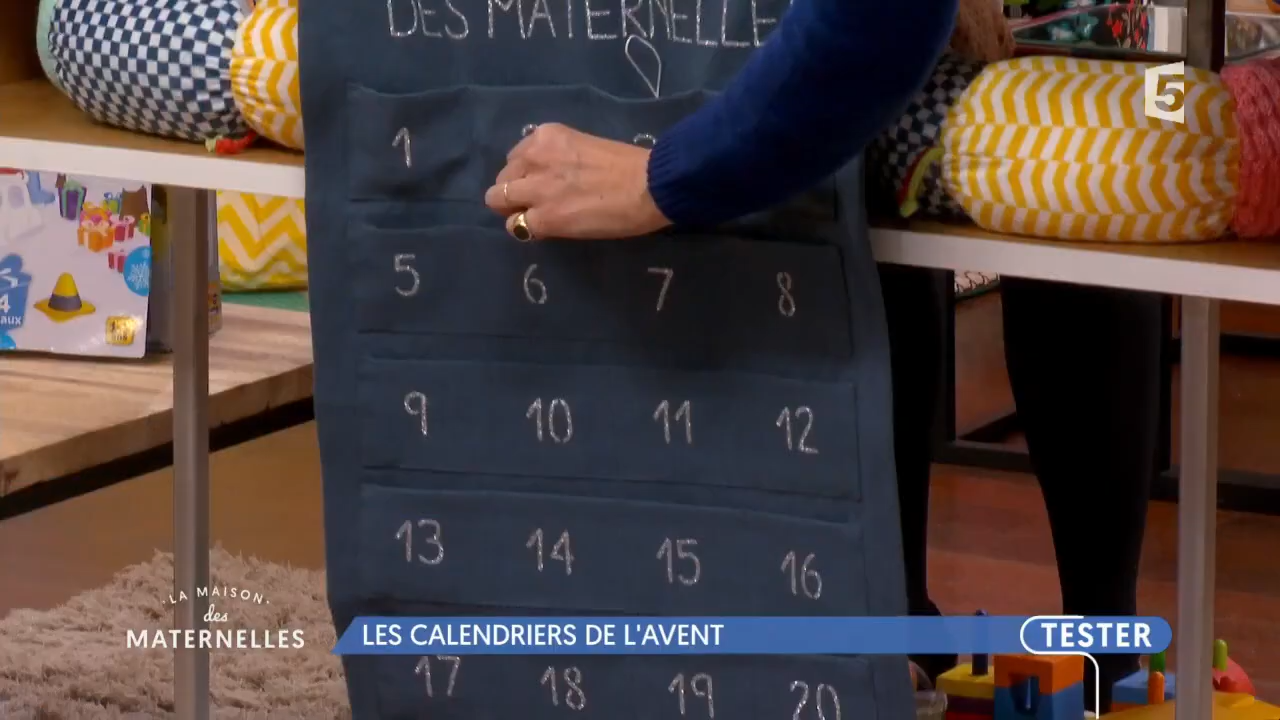 DES MATERNELLE
5
1
5 6 7 8
9 10 11 12
13 14 15 16
17 18 19 20
·LA MAISON·
des
MATERNELLES
LES CALENDRIERS DE L'AVENT
TESTER